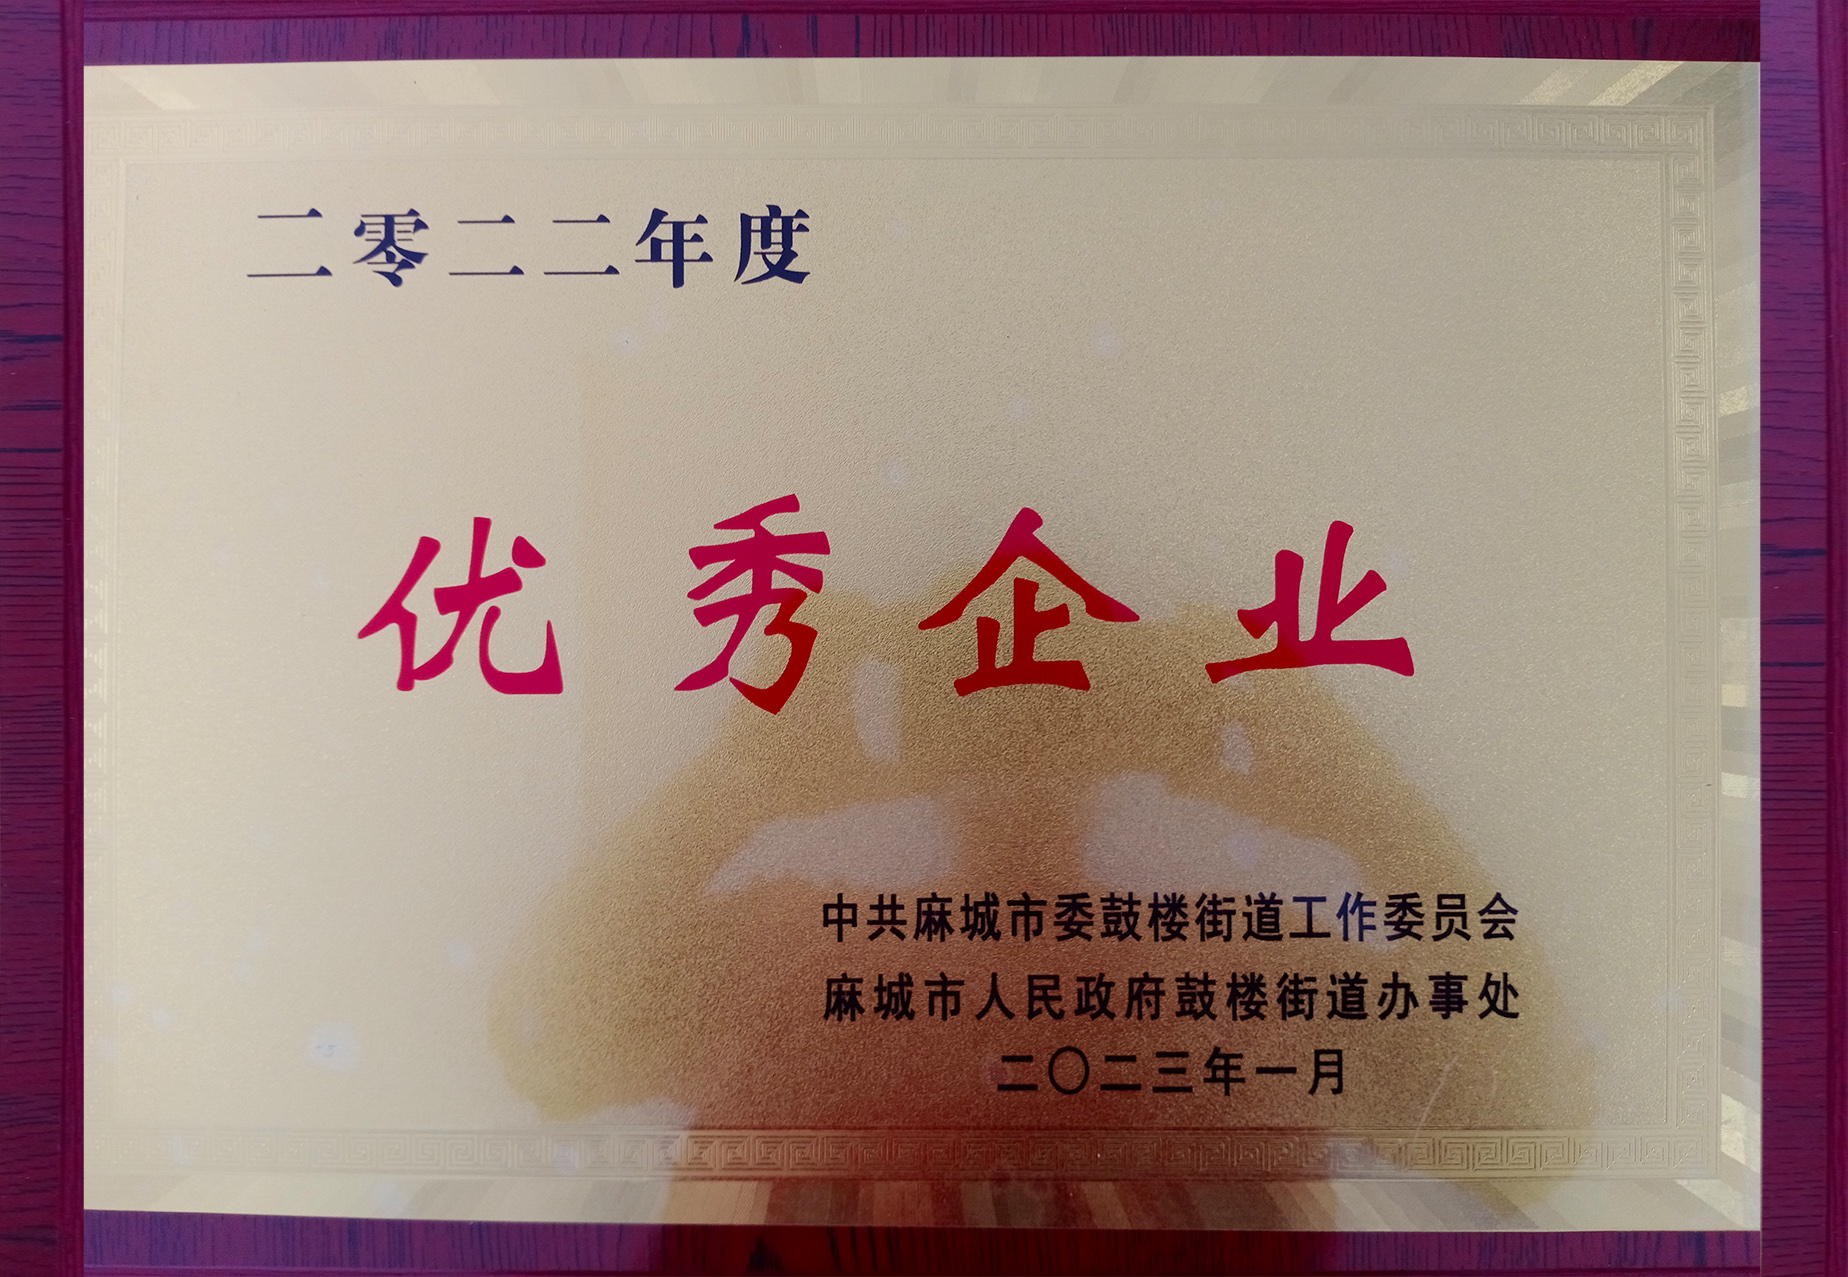 二零二二年度
优秀企业
中共麻城市委鼓楼街道工作委员会
麻城市人民政府鼓楼街道办事处
二〇二三年一月